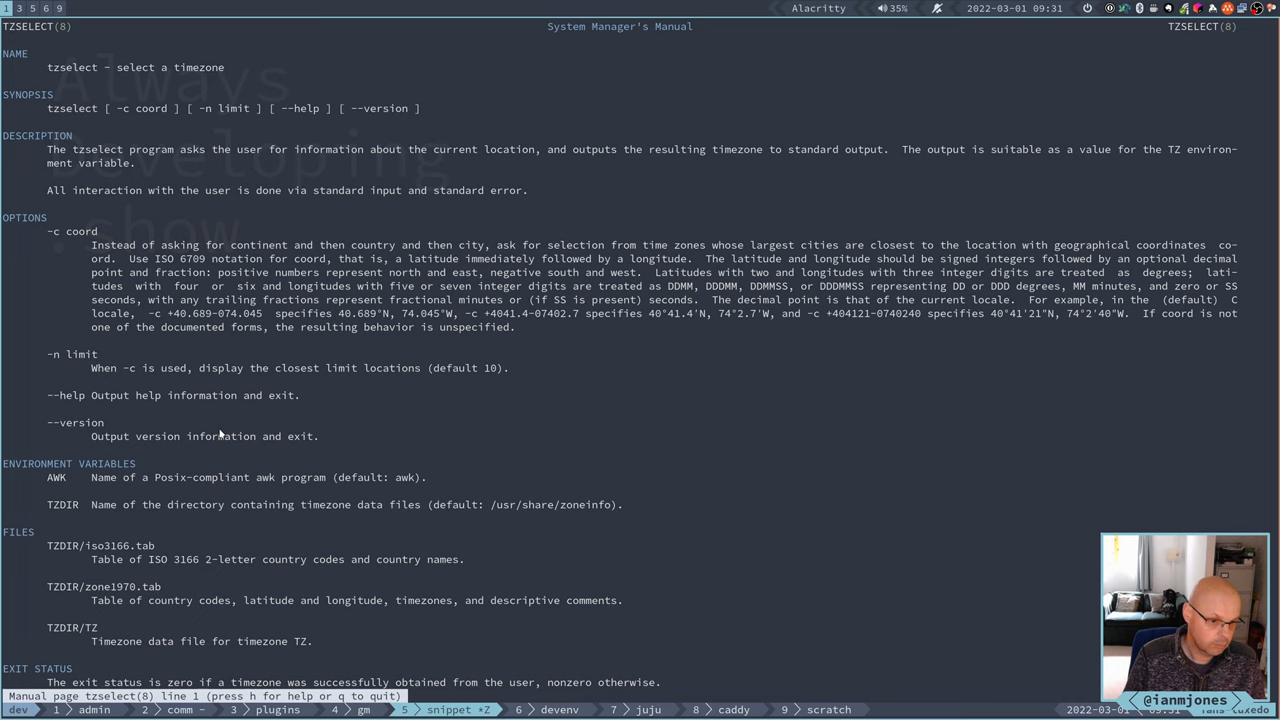 1 3 5 6 9 Alacritty 35% 2022-03-01 09:31
TZSELECT(8) System Manager's Manual TZSELECT(8)
NAME
tzselect - select a timezone
SYNOPSIS
tzselect [ -c coord ] [ -n limit ] [ --help ] [ --version ]
DESCRIPTION
The tzselect program asks the user for information about the current location, and outputs the resulting timezone to standard output. The output is suitable as a value for the TZ environ-
ment variable.
All interaction with the user is done via standard input and standard error.
Always
Developing
.show
OPTIONS
-c coord
Instead of asking for continent and then country and then city, ask for selection from time zones whose largest cities are closest to the location with geographical coordinates co-
ord. Use ISO 6709 notation for coord, that is, a latitude immediately followed by a longitude. The latitude and longitude should be signed integers followed by an optional decimal
point and fraction: positive numbers represent north and east, negative south and west. Latitudes with two and longitudes with three integer digits are treated as degrees; lati-
tudes with four or six and longitudes with five or seven integer digits are treated as DDMM, DDDMM, DDMMSS, or DDDMMSS representing DD or DDD degrees, MM minutes, and zero or SS
seconds, with any trailing fractions represent fractional minutes or (if SS is present) seconds. The decimal point is that of the current locale. For example, in the (default) C
locale, -c +40.689-074.045 specifies 40.689°N, 74.045°W, -c +4041.4-07402.7 specifies 40°41.4'N, 74°2.7'W, and -c +404121-0740240 specifies 40°41'21"N, 74°2'40"W. If coord is not
one of the documented forms, the resulting behavior is unspecified.
-n limit
When -c is used, display the closest limit locations (default 10).
--help Output help information and exit.
--version
Output version information and exit.
ENVIRONMENT VARIABLES
AWK Name of a Posix-compliant awk program (default: awk).
TZDIR Name of the directory containing timezone data files (default: /usr/share/zoneinfo).
FILES
TZDIR/iso3166.tab
Table of ISO 3166 2-letter country codes and country names.
TZDIR/zone1970.tab
Table of country codes, latitude and longitude, timezones, and descriptive comments.
TZDIR/TZ
Timezone data file for timezone TZ.
EXIT STATUS
The exit status is zero if a timezone was successfully obtained from the user, nonzero otherwise.
Manual page tzselect(8) line 1 (press h for help or q to quit)
@ianmjones
dev 1 admin 2 comm - 3 plugins 4 gm 5 snippet *Z 6 devenv 7 juju 8 caddy 9 scratch 2022-03-01